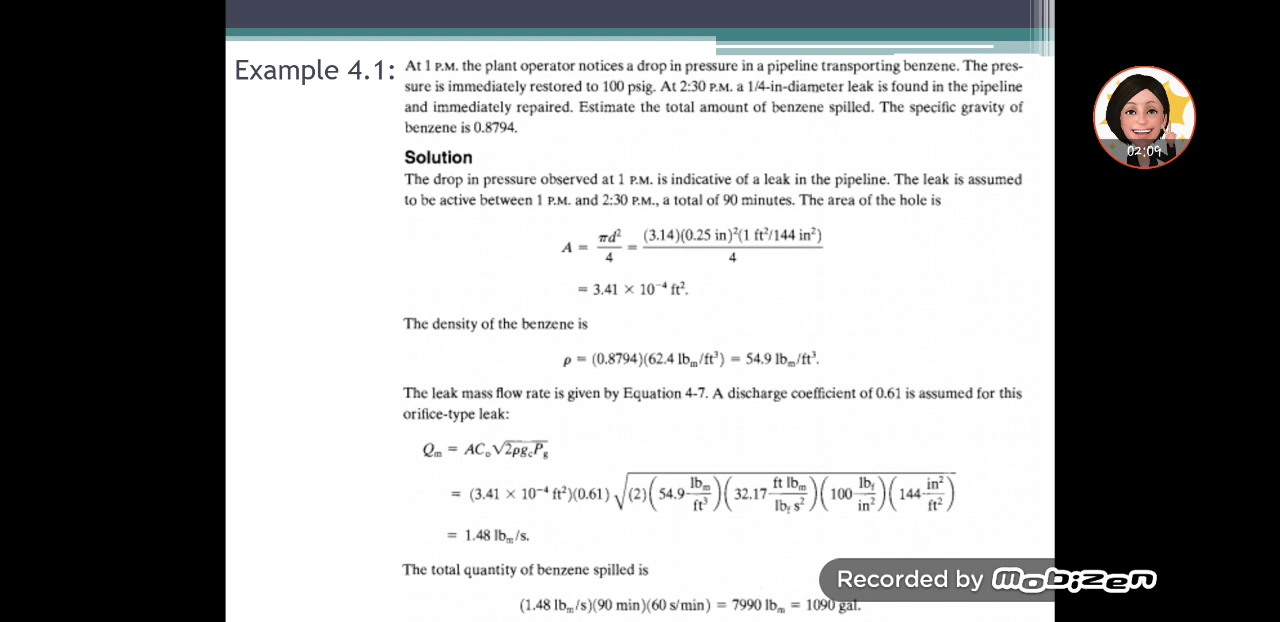 Example 4.1:
At 1 P.M. the plant operator notices a drop in pressure in a pipeline transporting benzene. The pres-
sure is immediately restored to 100 psig. At 2:30 P.M. a 1/4-in-diameter leak is found in the pipeline
and immediately repaired. Estimate the total amount of benzene spilled. The specific gravity of
benzene is 0.8794.
02:09
Solution
The drop in pressure observed at 1 P.M. is indicative of a leak in the pipeline. The leak is assumed
to be active between 1 P.M. and 2:30 P.M., a total of 90 minutes. The area of the hole is
A = πd²/4 = (3.14)(0.25 in)²(1 ft²/144 in²)/4
= 3.41 × 10⁻⁴ ft².
The density of the benzene is
ρ = (0.8794)(62.4 lbₘ/ft³) = 54.9 lbₘ/ft³.
The leak mass flow rate is given by Equation 4-7. A discharge coefficient of 0.61 is assumed for this
orifice-type leak:
Qₘ = ACₒ√2ρg꜀P_g
= (3.41 × 10⁻⁴ ft²)(0.61) √(2)(54.9 lbₘ/ft³)(32.17 ft lbₘ/lb_f s²)(100 lb_f/in²)(144 in²/ft²)
= 1.48 lbₘ/s.
The total quantity of benzene spilled is
(1.48 lbₘ/s)(90 min)(60 s/min) = 7990 lbₘ = 1090 gal.
Recorded by mobizen